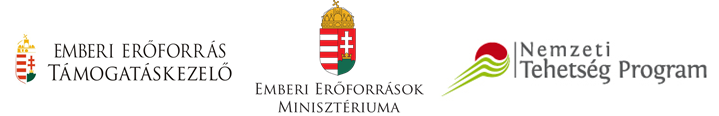 EMBERI ERŐFORRÁS
TÁMOGATÁSKEZELŐ
EMBERI ERŐFORRÁSOK
MINISZTÉRIUMA
Nemzeti
Tehetség Program